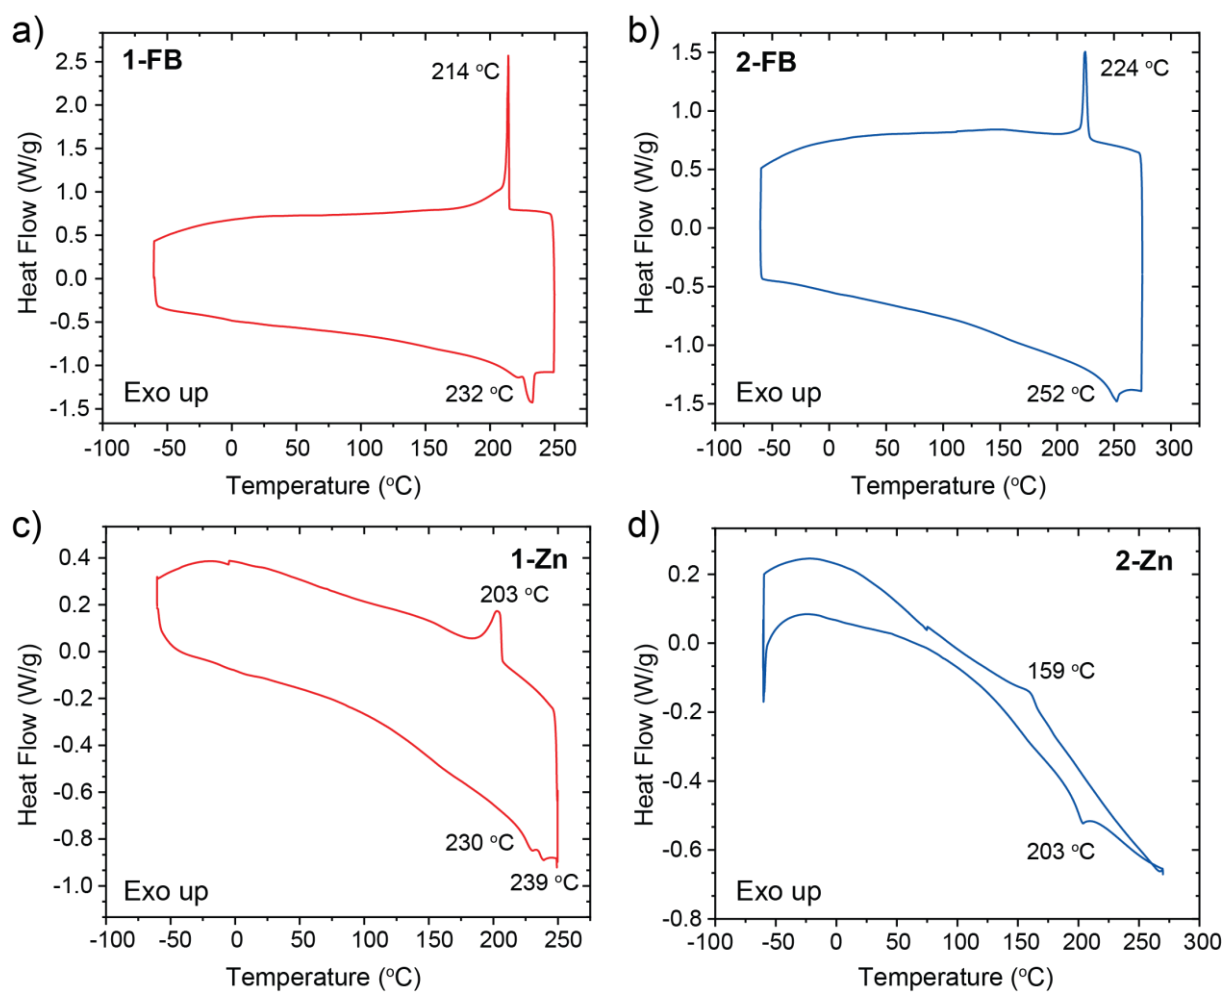 a)
1-FB
214 °C
232 °C
Exo up
Heat Flow (W/g)
2.5
2.0
1.5
1.0
0.5
0.0
-0.5
-1.0
-1.5
-100 -50 0 50 100 150 200 250
Temperature (°C)
b)
2-FB
224 °C
252 °C
Exo up
Heat Flow (W/g)
1.5
1.0
0.5
0.0
-0.5
-1.0
-1.5
-100 -50 0 50 100 150 200 250 300
Temperature (°C)
c)
1-Zn
203 °C
230 °C
239 °C
Exo up
Heat Flow (W/g)
0.4
0.2
0.0
-0.2
-0.4
-0.6
-0.8
-1.0
-100 -50 0 50 100 150 200 250
Temperature (°C)
d)
2-Zn
159 °C
203 °C
Exo up
Heat Flow (W/g)
0.2
0.0
-0.2
-0.4
-0.6
-0.8
-100 -50 0 50 100 150 200 250 300
Temperature (°C)